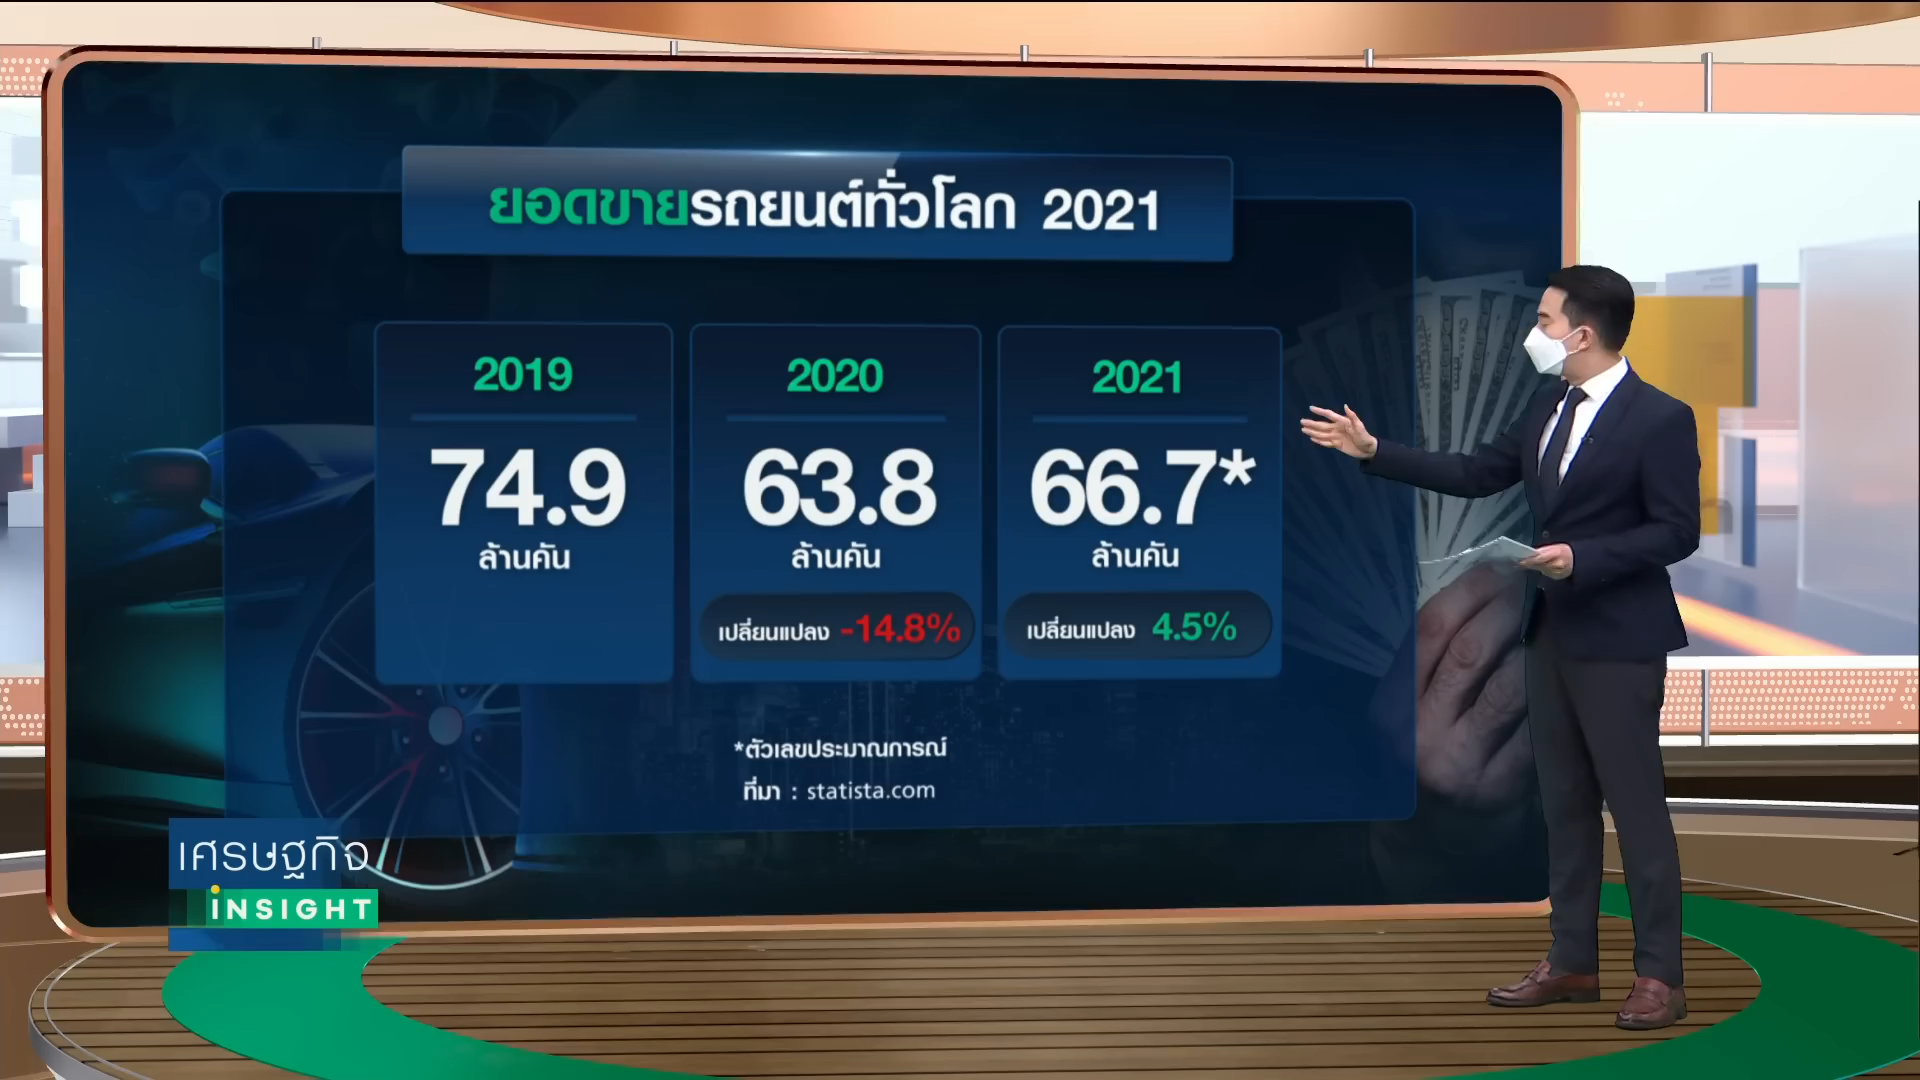 ยอดขายรถยนต์ทั่วโลก 2021
2019
74.9
ล้านคัน
2020
63.8
ล้านคัน
เปลี่ยนแปลง -14.8%
2021
66.7*
ล้านคัน
เปลี่ยนแปลง 4.5%
*ตัวเลขประมาณการณ์
ที่มา : statista.com
เศรษฐกิจ
iNSIGHT